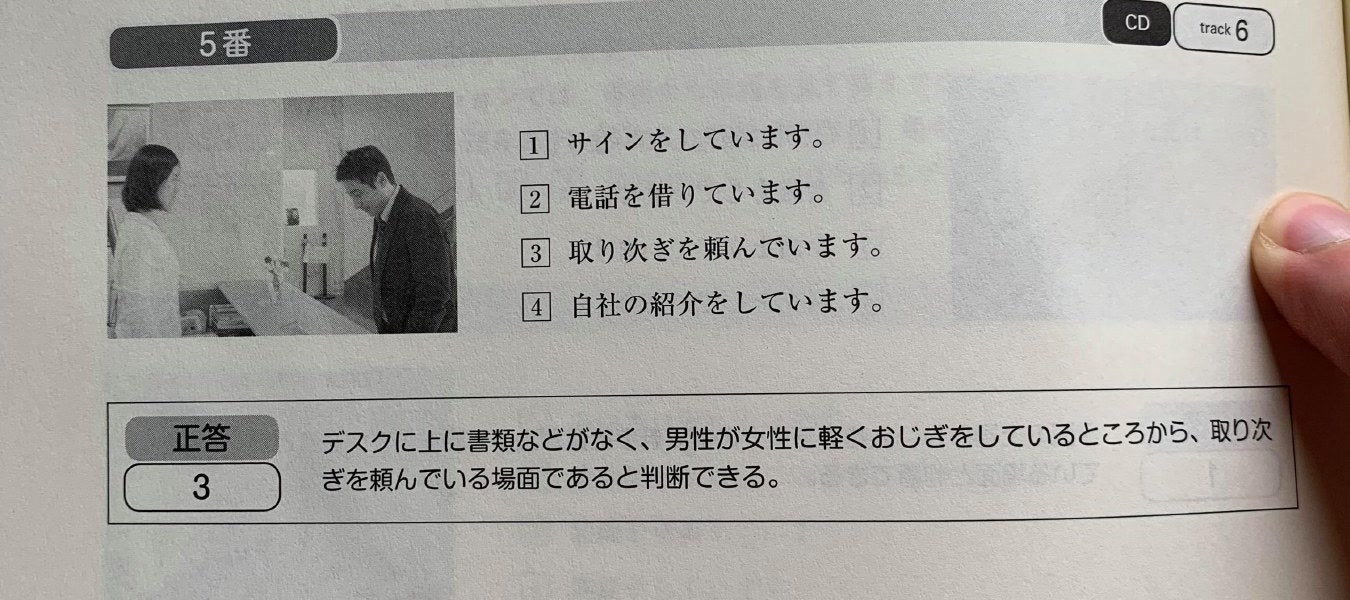 5番
CD track 6
1 サインをしています。
2 電話を借りています。
3 取り次ぎを頼んでいます。
4 自社の紹介をしています。
正答
3
デスクに上に書類などがなく、男性が女性に軽くおじぎをしているところから、取り次
ぎを頼んでいる場面であると判断できる。